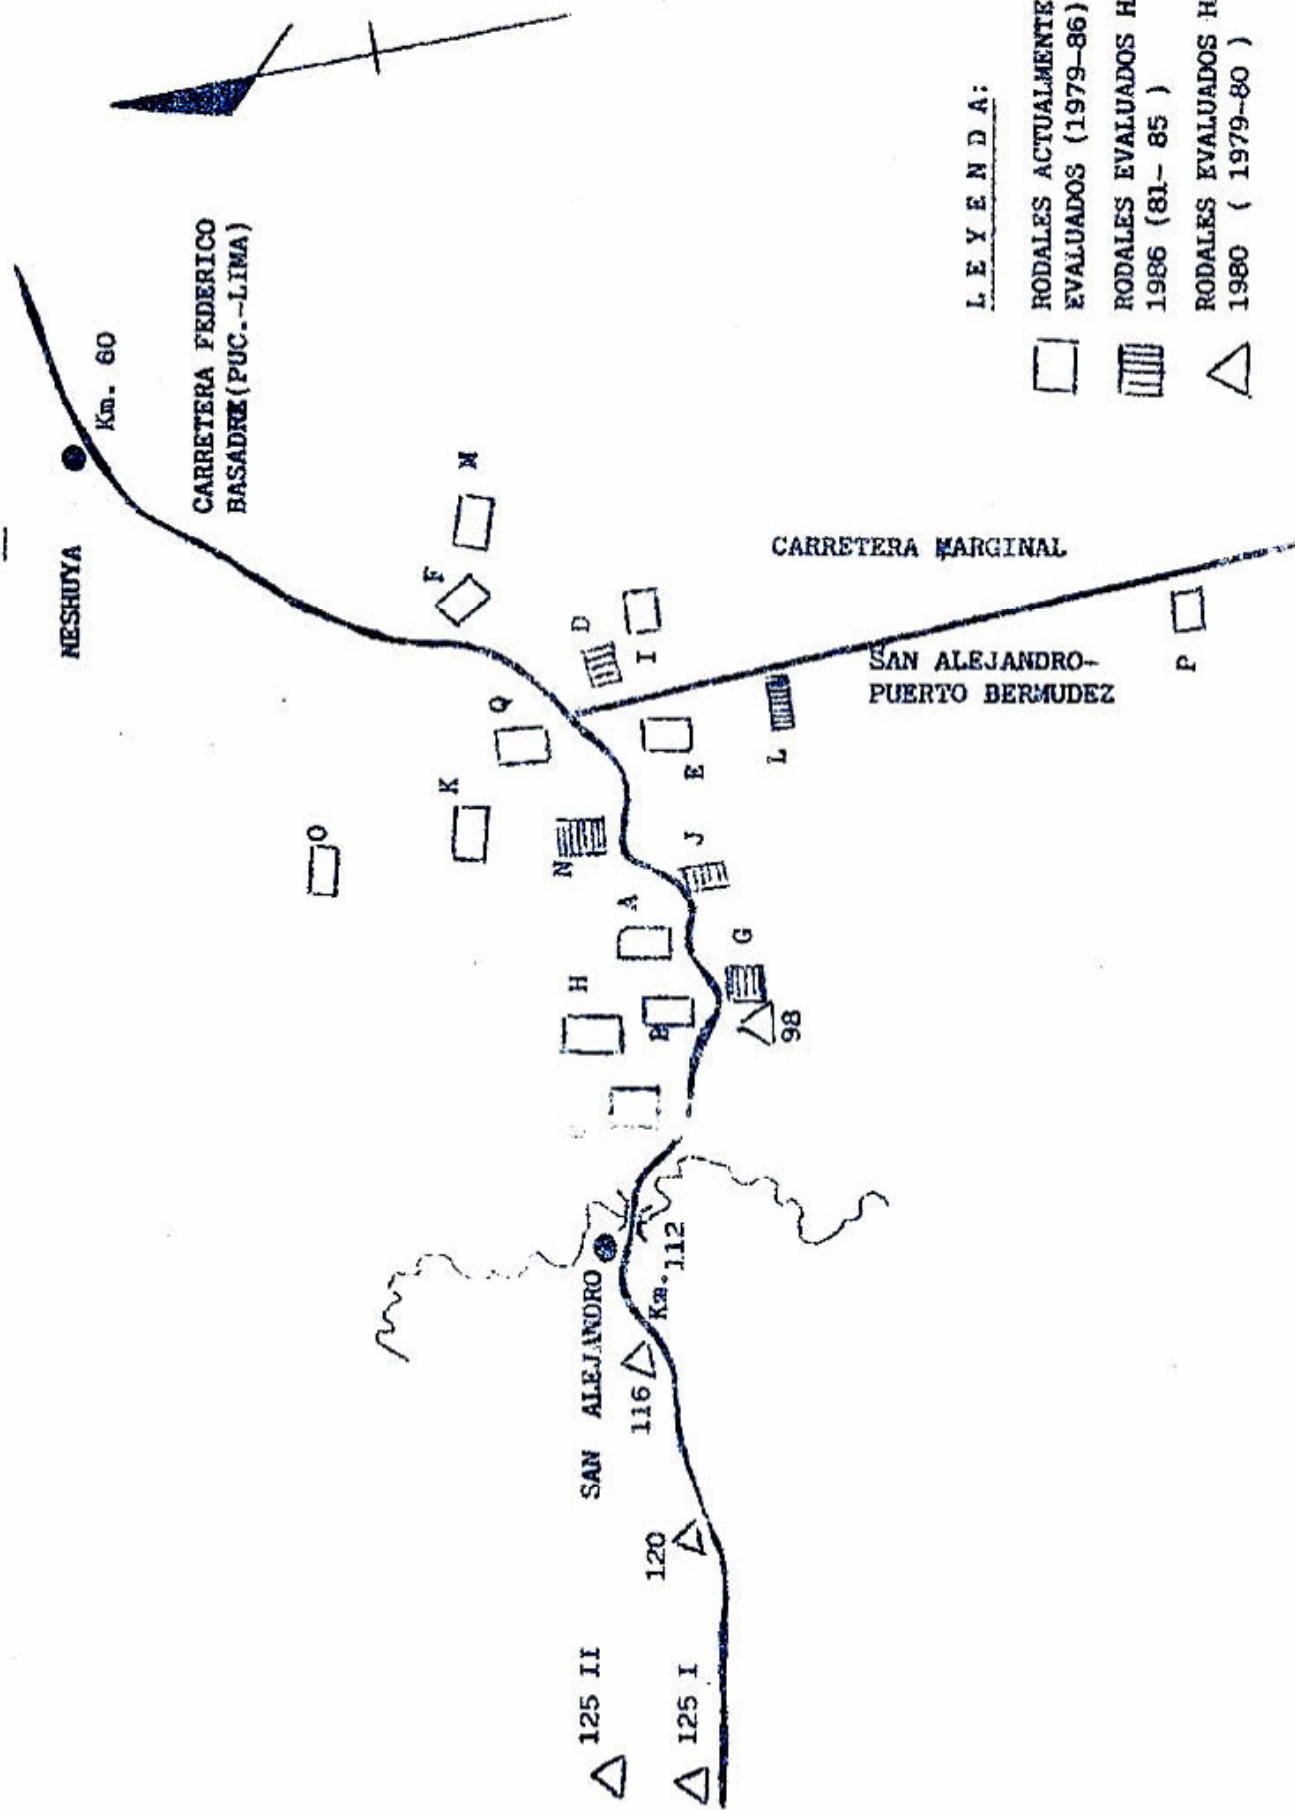 NESHUYA
Km. 60
CARRETERA FEDERICO
BASADRE(PUC.-LIMA)
M
F
D
I
Q
K
O
N
A
J
E
L
H
B
G
98
CARRETERA MARGINAL
SAN ALEJANDRO-
PUERTO BERMUDEZ
P
SAN ALEJANDRO
Km. 112
116
120
125 II
125 I
L E Y E N D A:
RODALES ACTUALMENTE
EVALUADOS (1979-86)
RODALES EVALUADOS H
1986 (81- 85 )
RODALES EVALUADOS H
1980 ( 1979-80 )